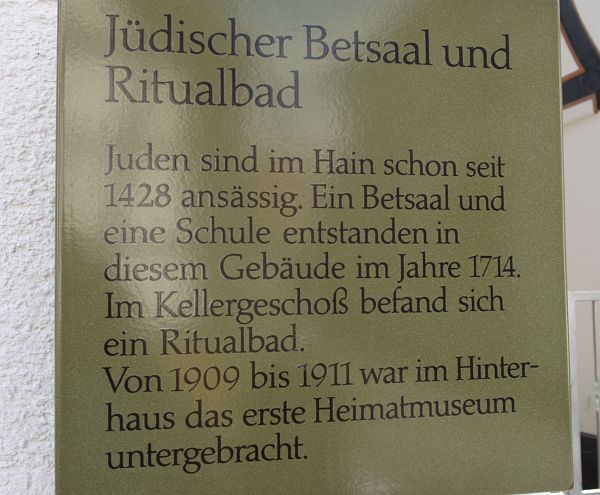 Jüdischer Betsaal und
Ritualbad
Juden sind im Hain schon seit
1428 ansässig. Ein Betsaal und
eine Schule entstanden in
diesem Gebäude im Jahre 1714.
Im Kellergeschoß befand sich
ein Ritualbad.
Von 1909 bis 1911 war im Hinter-
haus das erste Heimatmuseum
untergebracht.